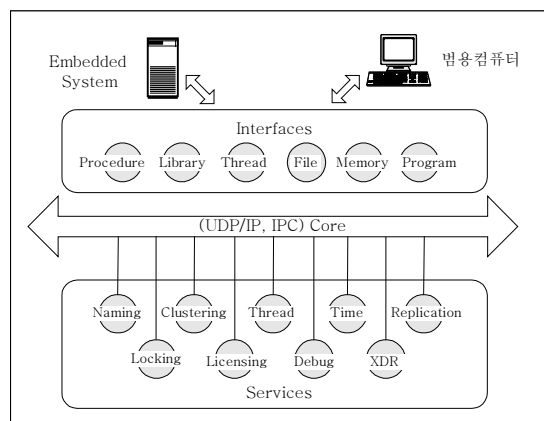 Embedded
System
범용컴퓨터
Interfaces
Procedure Library Thread File Memory Program
(UDP/IP, IPC) Core
Naming Clustering Thread Time Replication
Locking Licensing Debug XDR
Services